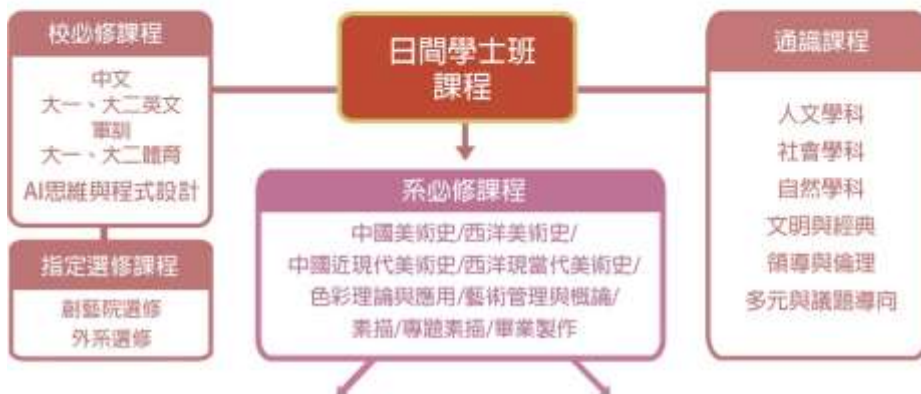 日間學士班
課程
校必修課程
中文
大一、大二英文
軍訓
大一、大二體育
AI思維與程式設計
指定選修課程
創藝院選修
外系選修
系必修課程
中國美術史/西洋美術史/
中國近現代美術史/西洋現當代美術史/
色彩理論與應用/藝術管理與概論/
素描/專題素描/畢業製作
通識課程
人文學科
社會學科
自然學科
文明與經典
領導與倫理
多元與議題導向